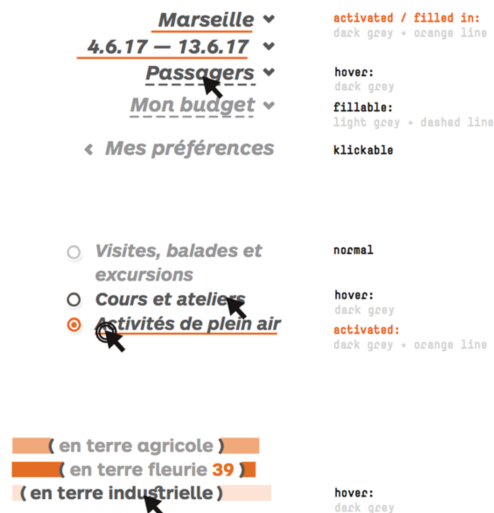 Marseille
activated / filled in:
dark grey + orange line
4.6.17 — 13.6.17
Passagers
hover:
dark grey
Mon budget
fillable:
light grey + dashed line
‹ Mes préférences
klickable
Visites, balades et
excursions
normal
Cours et ateliers
hover:
dark grey
Activités de plein air
activated:
dark grey + orange line
( en terre agricole )
( en terre fleurie 39 )
( en terre industrielle )
hover:
dark grey